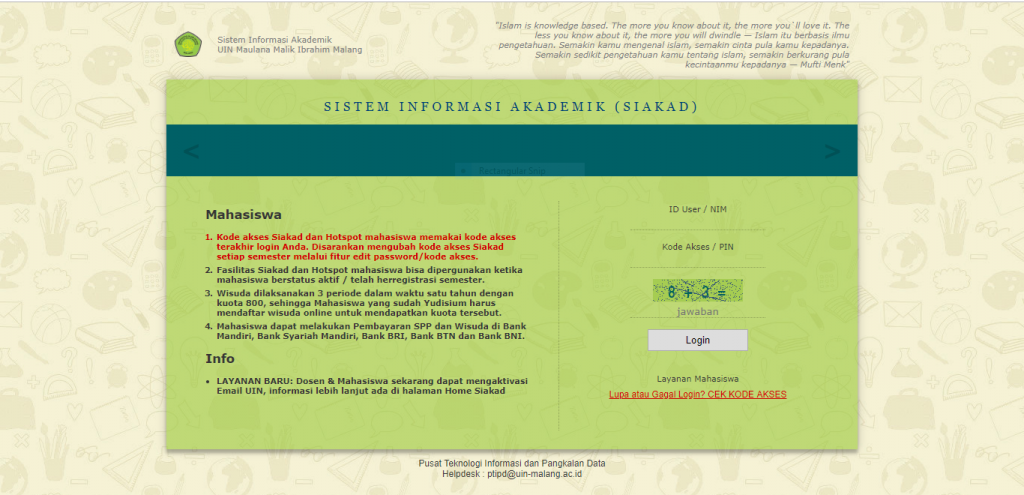 Sistem Informasi Akademik
UIN Maulana Malik Ibrahim Malang
"Islam is knowledge based. The more you know about it, the more you`ll love it. The
less you know about it, the more you will dwindle — Islam itu berbasis ilmu
pengetahuan. Semakin kamu mengenal islam, semakin cinta pula kamu kepadanya.
Semakin sedikit pengetahuan kamu tentang islam, semakin berkurang pula
kecintaanmu kepadanya — Mufti Menk"
SISTEM INFORMASI AKADEMIK (SIAKAD)
< >
Rectangular Snip
Mahasiswa
1. Kode akses Siakad dan Hotspot mahasiswa memakai kode akses
terakhir login Anda. Disarankan mengubah kode akses Siakad
setiap semester melalui fitur edit password/kode akses.
2. Fasilitas Siakad dan Hotspot mahasiswa bisa dipergunakan ketika
mahasiswa berstatus aktif / telah herregistrasi semester.
3. Wisuda dilaksanakan 3 periode dalam waktu satu tahun dengan
kuota 800, sehingga Mahasiswa yang sudah Yudisium harus
mendaftar wisuda online untuk mendapatkan kuota tersebut.
4. Mahasiswa dapat melakukan Pembayaran SPP dan Wisuda di Bank
Mandiri, Bank Syariah Mandiri, Bank BRI, Bank BTN dan Bank BNI.
Info
• LAYANAN BARU: Dosen & Mahasiswa sekarang dapat mengaktivasi
Email UIN, informasi lebih lanjut ada di halaman Home Siakad
ID User / NIM
Kode Akses / PIN
8 + 3 =
jawaban
Login
Layanan Mahasiswa
Lupa atau Gagal Login? CEK KODE AKSES
Pusat Teknologi Informasi dan Pangkalan Data
Helpdesk : ptipd@uin-malang.ac.id